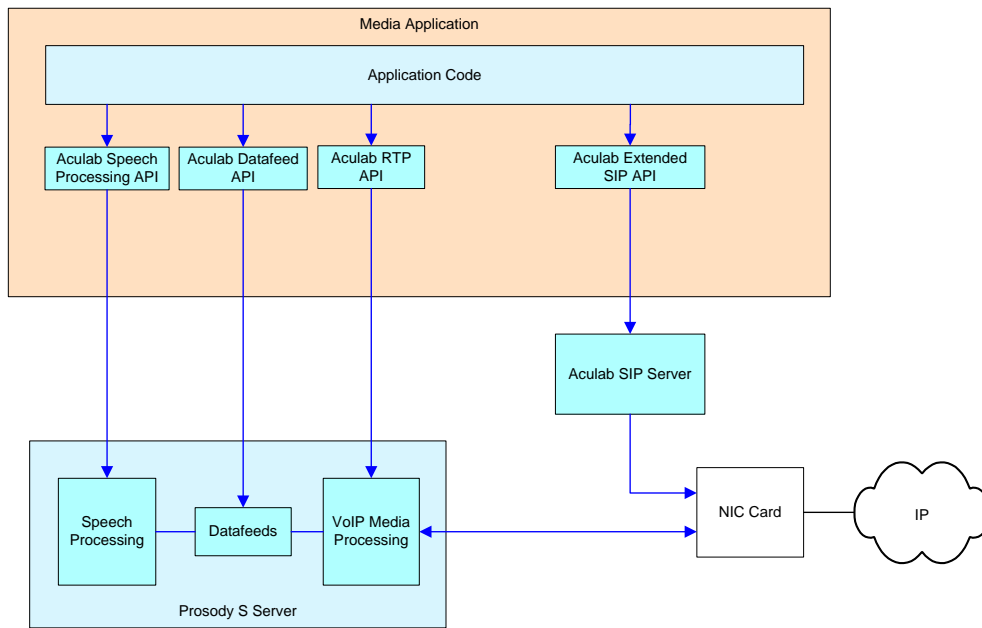 Media Application
Application Code
Aculab Speech
Processing API
Aculab Datafeed
API
Aculab RTP
API
Aculab Extended
SIP API
Aculab SIP Server
Speech
Processing
Datafeeds
VoIP Media
Processing
NIC Card
IP
Prosody S Server